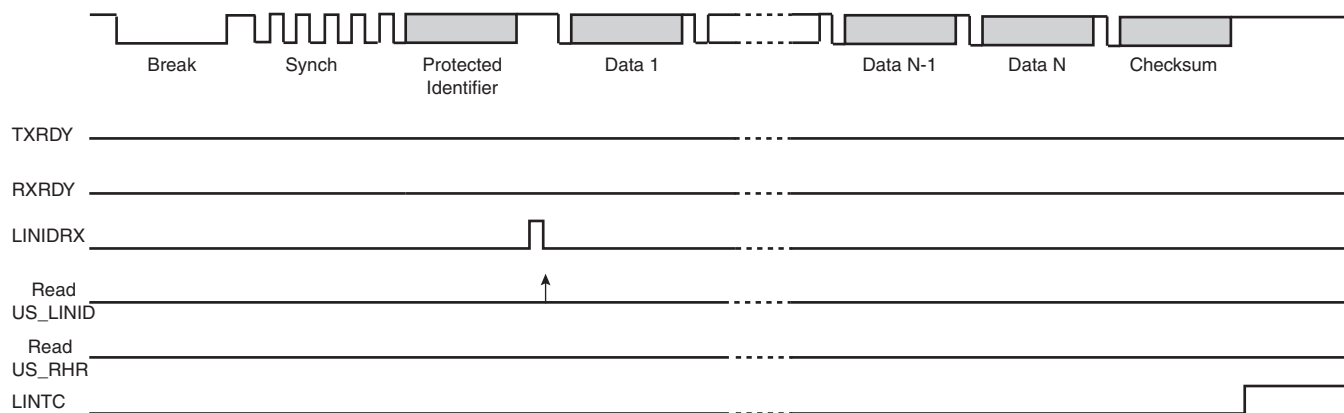 Break Synch Protected Identifier Data 1 Data N-1 Data N Checksum
TXRDY
RXRDY
LINIDRX
Read
US_LINID
Read
US_RHR
LINTC